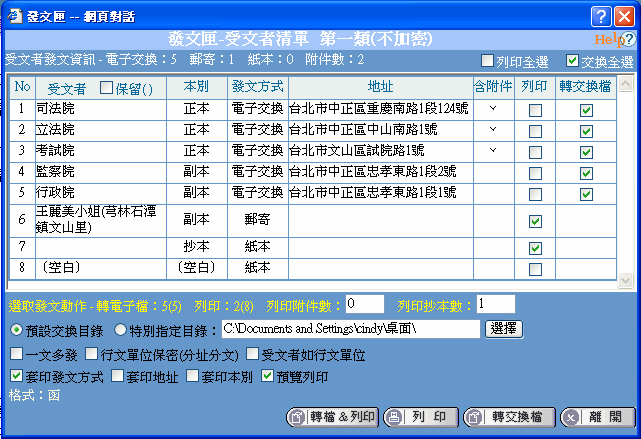 發文匣 -- 網頁對話
發文匣-受文者清單 第一類(不加密)
Help
受文者發文資訊 - 電子交換：5 郵寄：1 紙本：0 附件數：2 列印全選 交換全選
No 受文者 保留() 本別 發文方式 地址 含附件 列印 轉交換檔
1 司法院 正本 電子交換 台北市中正區重慶南路1段124號 ˇ
2 立法院 正本 電子交換 台北市中正區中山南路1號 ˇ
3 考試院 正本 電子交換 台北市文山區試院路1號 ˇ
4 監察院 副本 電子交換 台北市中正區忠孝東路1段2號
5 行政院 副本 電子交換 台北市中正區忠孝東路1段1號
6 王麗美小姐(芎林石潭鎮文山里) 副本 郵寄
7 抄本 紙本
8 〔空白〕 〔空白〕 紙本
選取發文動作 - 轉電子檔：5(5) 列印：2(8) 列印附件數：0 列印抄本數：1
預設交換目錄 特別指定目錄： C:\Documents and Settings\cindy\桌面\ 選擇
一文多發 行文單位保密(分址分文) 受文者如行文單位
套印發文方式 套印地址 套印本別 預覽列印
格式：函
轉檔 & 列印 列 印 轉交換檔 離 開